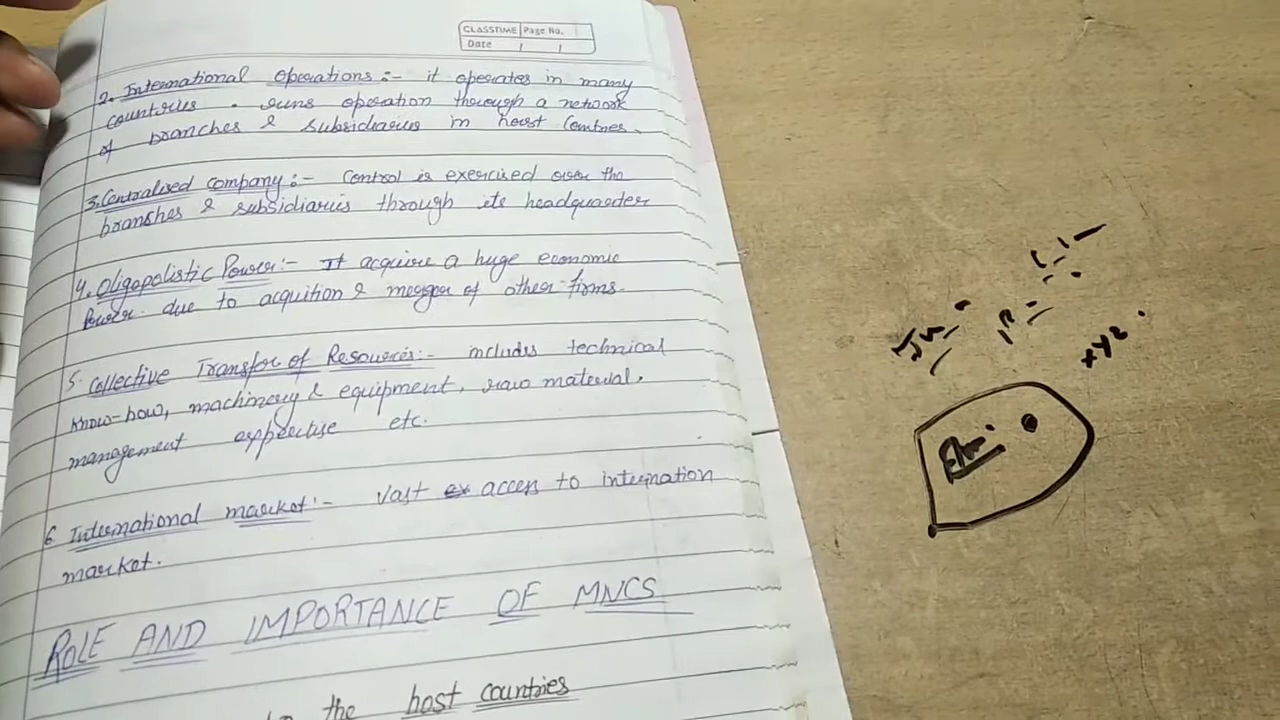 CLASSTIME Page No.
Date / /
2. International Operations :- it operates in many
countries . runs operation through a network
of branches & subsidiaries in host Contries.
3. Centralised company :- Control is exercised over the
branshes & subsidiaries through its headquarter
4. Oligopolistic Power :- It acquire a huge economic
Power due to acquition & merger of other firms.
5. Collective Transfer of Resources :- includes technical
Know-how, machinery & equipment, raw material,
management expertise etc.
6. International market :- Vast ex access to internation
market.
ROLE AND IMPORTANCE OF MNCS
the host countries
xyz.